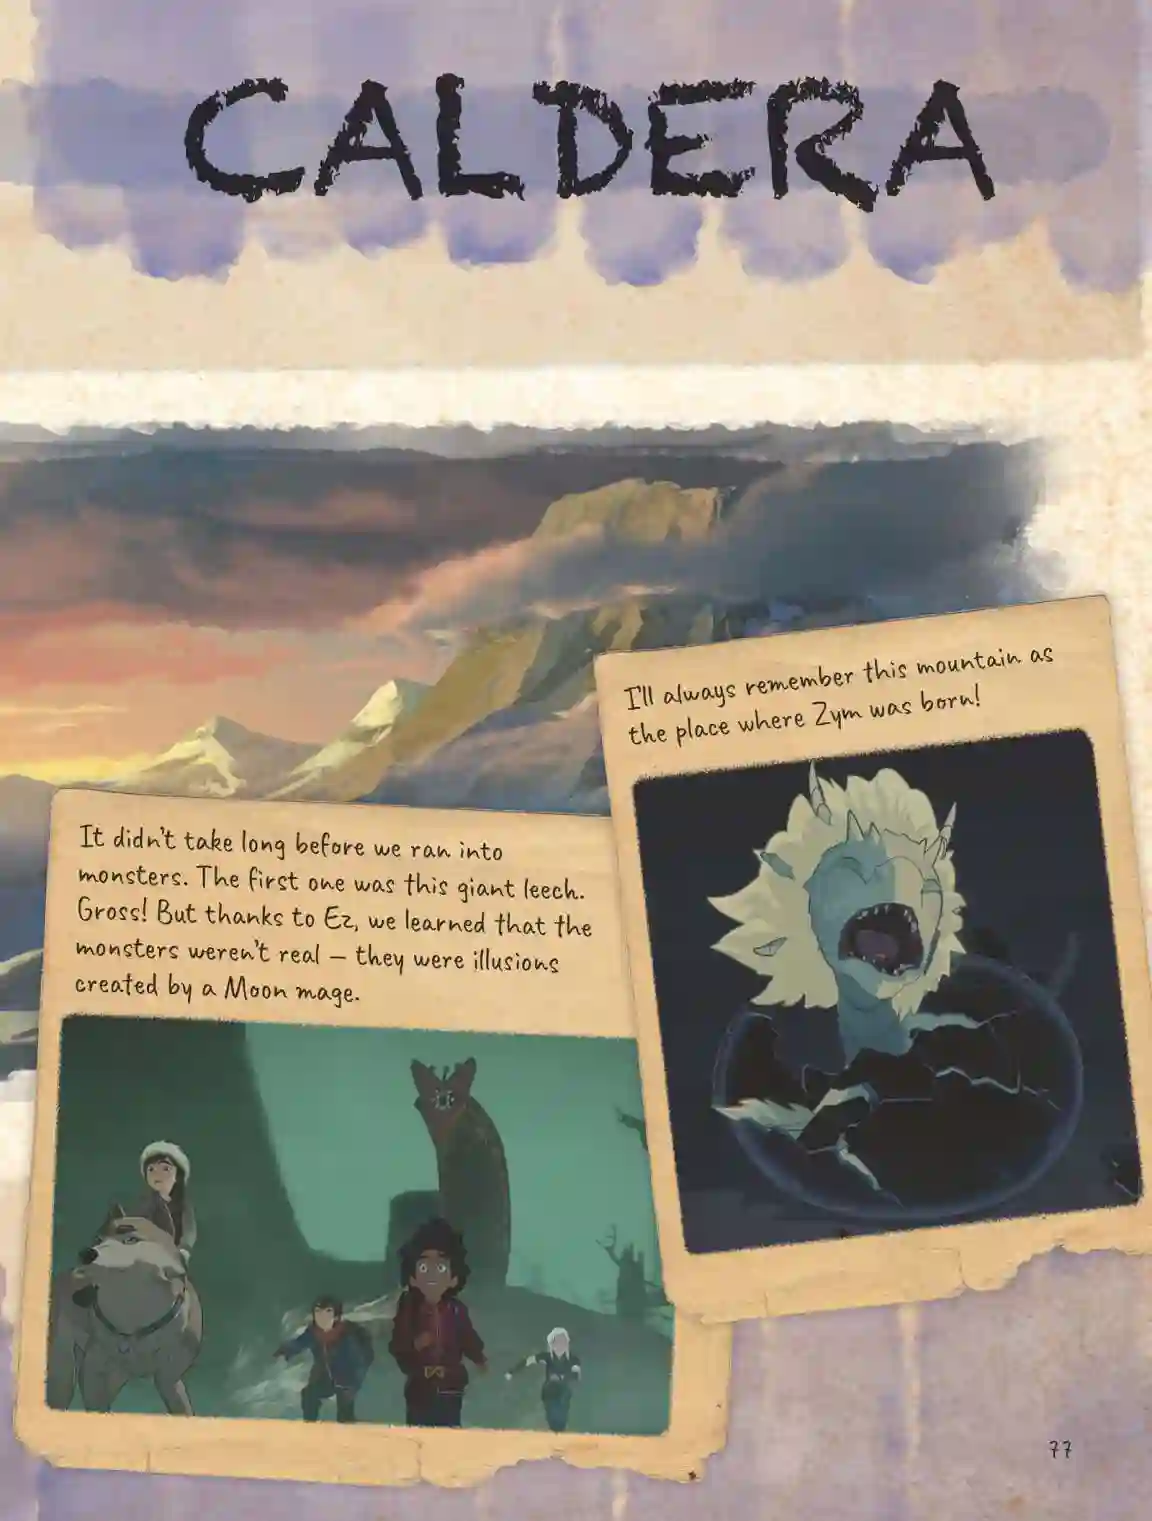 CALDERA
I'll always remember this mountain as
the place where Zym was born!
It didn't take long before we ran into
monsters. The first one was this giant leech.
Gross! But thanks to Ez, we learned that the
monsters weren't real – they were illusions
created by a Moon mage.
77